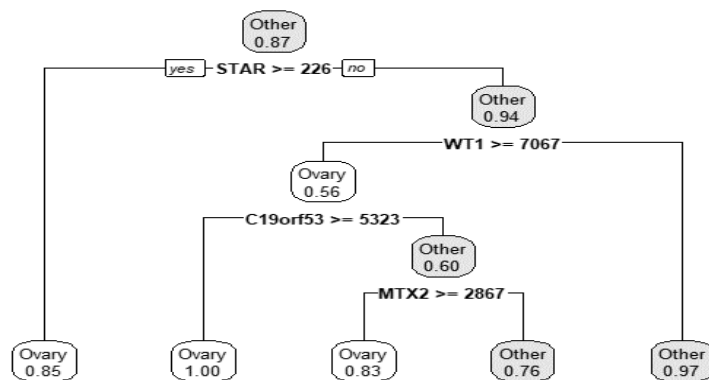 Other
0.87
yes STAR >= 226 no
Other
0.94
WT1 >= 7067
Ovary
0.56
C19orf53 >= 5323
Other
0.60
MTX2 >= 2867
Ovary
0.85
Ovary
1.00
Ovary
0.83
Other
0.76
Other
0.97